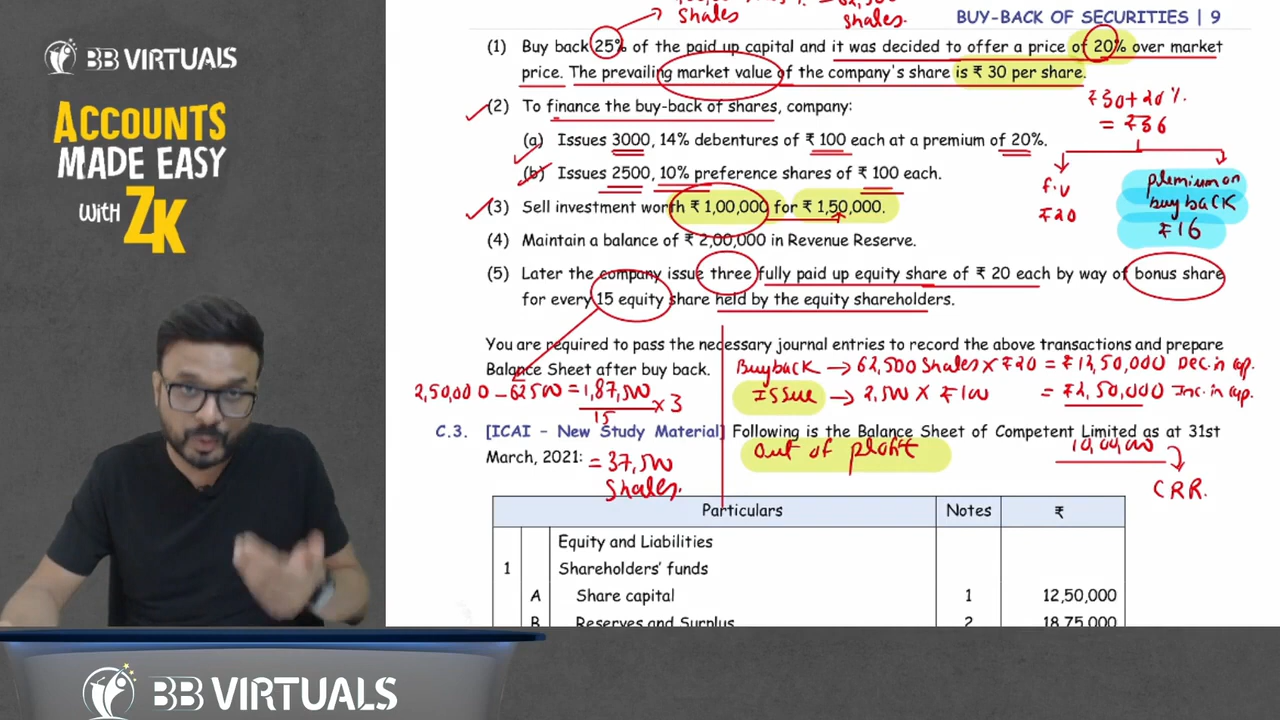 BB VIRTUALS
ACCOUNTS
MADE EASY
WITH ZK
shares
shares.
BUY-BACK OF SECURITIES | 9
(1) Buy back 25% of the paid up capital and it was decided to offer a price of 20% over market
price. The prevailing market value of the company's share is ₹ 30 per share.
₹30+20%.
= ₹36
(2) To finance the buy-back of shares, company:
(a) Issues 3000, 14% debentures of ₹ 100 each at a premium of 20%.
(b) Issues 2500, 10% preference shares of ₹ 100 each.
f.v
₹20
premium on
buyback
₹16
(3) Sell investment worth ₹ 1,00,000 for ₹ 1,50,000.
(4) Maintain a balance of ₹ 2,00,000 in Revenue Reserve.
(5) Later the company issue three fully paid up equity share of ₹ 20 each by way of bonus share
for every 15 equity share held by the equity shareholders.
You are required to pass the necessary journal entries to record the above transactions and prepare
Balance Sheet after buy back.
Buyback → 62,500 shares × ₹20 = ₹12,50,000 Dec. in cap.
2,50,000 - 62500 = 1,87,500
15
× 3
Issue → 2,500 × ₹100 = ₹2,50,000 Inc. in cap.
C.3. [ICAI - New Study Material] Following is the Balance Sheet of Competent Limited as at 31st
March, 2021:
= 37,500
shares.
Out of profit
10,00,000
CRR.
Particulars Notes ₹
Equity and Liabilities
1 Shareholders' funds
A Share capital 1 12,50,000
B Reserves and Surplus 2 18,75,000
BB VIRTUALS